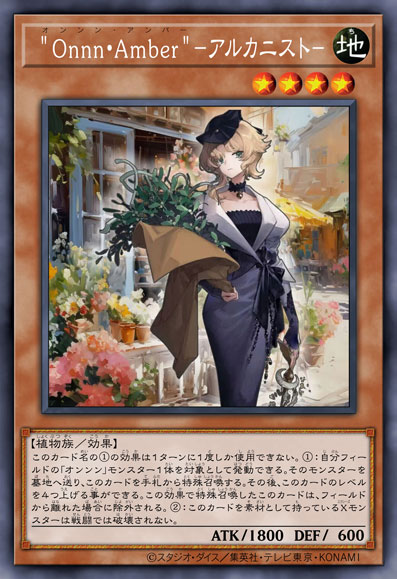 オンンン・アンバー
"Onnn•Amber"-アルカニスト-
ち
地
【植物族／効果】
このカード名の①の効果は１ターンに１度しか使用できない。①：自分フィー
ルドの「オンンン」モンスター１体を対象として発動できる。そのモンスターを
墓地へ送り、このカードを手札から特殊召喚する。その後、このカードのレベル
を４つ上げる事ができる。この効果で特殊召喚したこのカードは、フィールド
から離れた場合に除外される。②：このカードを素材として持っているXモ
ンスターは戦闘では破壊されない。
ATK/1800 DEF/ 600
©スタジオ・ダイス／集英社・テレビ東京・KONAMI